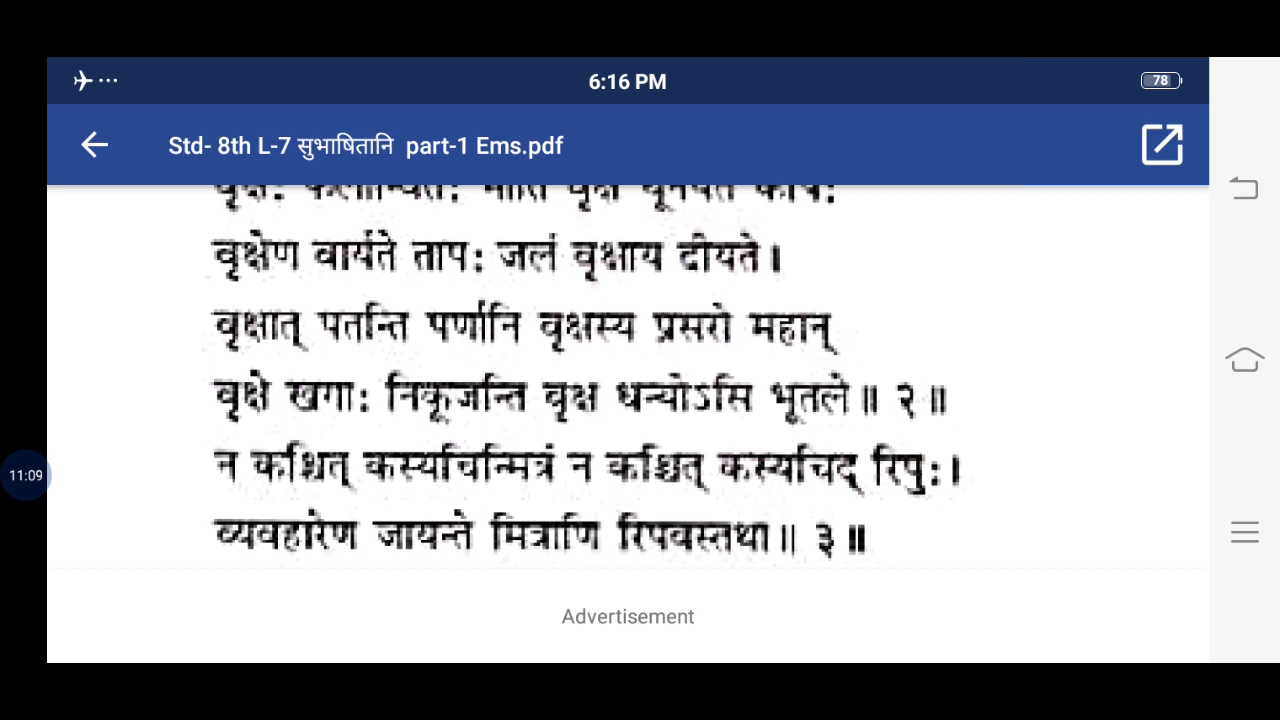 6:16 PM
78
Std- 8th L-7 सुभाषितानि part-1 Ems.pdf
वृक्षेण वार्यते तापः जलं वृक्षाय दीयते।
वृक्षात् पतन्ति पर्णानि वृक्षस्य प्रसरो महान्
वृक्षे खगाः निकूजन्ति वृक्ष धन्योऽसि भूतले॥ २॥
11:09
न कश्चित् कस्यचिन्मित्रं न कश्चित् कस्यचिद् रिपुः।
व्यवहारेण जायन्ते मित्राणि रिपवस्तथा॥ ३॥
Advertisement